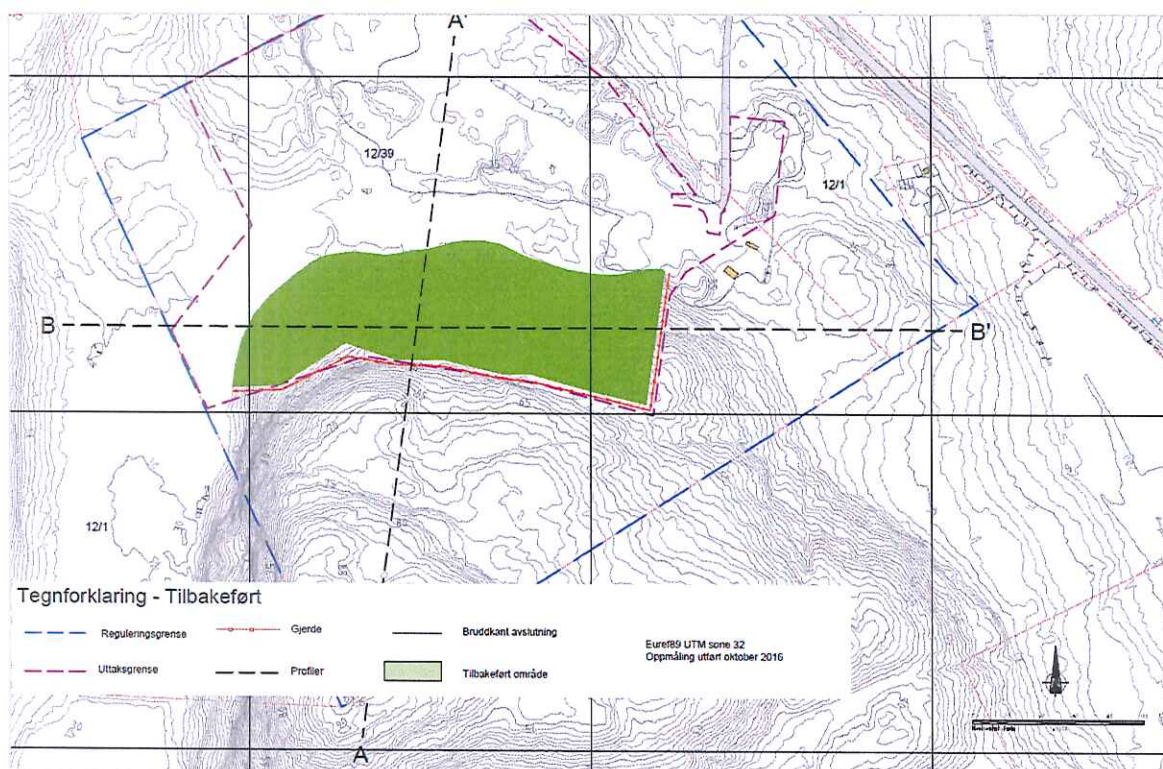 A'
12/39
12/1
B
B'
12/1
Tegnforklaring - Tilbakeført
Reguleringsgrense
Gjerde
Bruddkant avslutning
Uttaksgrense
Profiler
Tilbakeført område
Euref89 UTM sone 32
Oppmåling utført oktober 2016
A